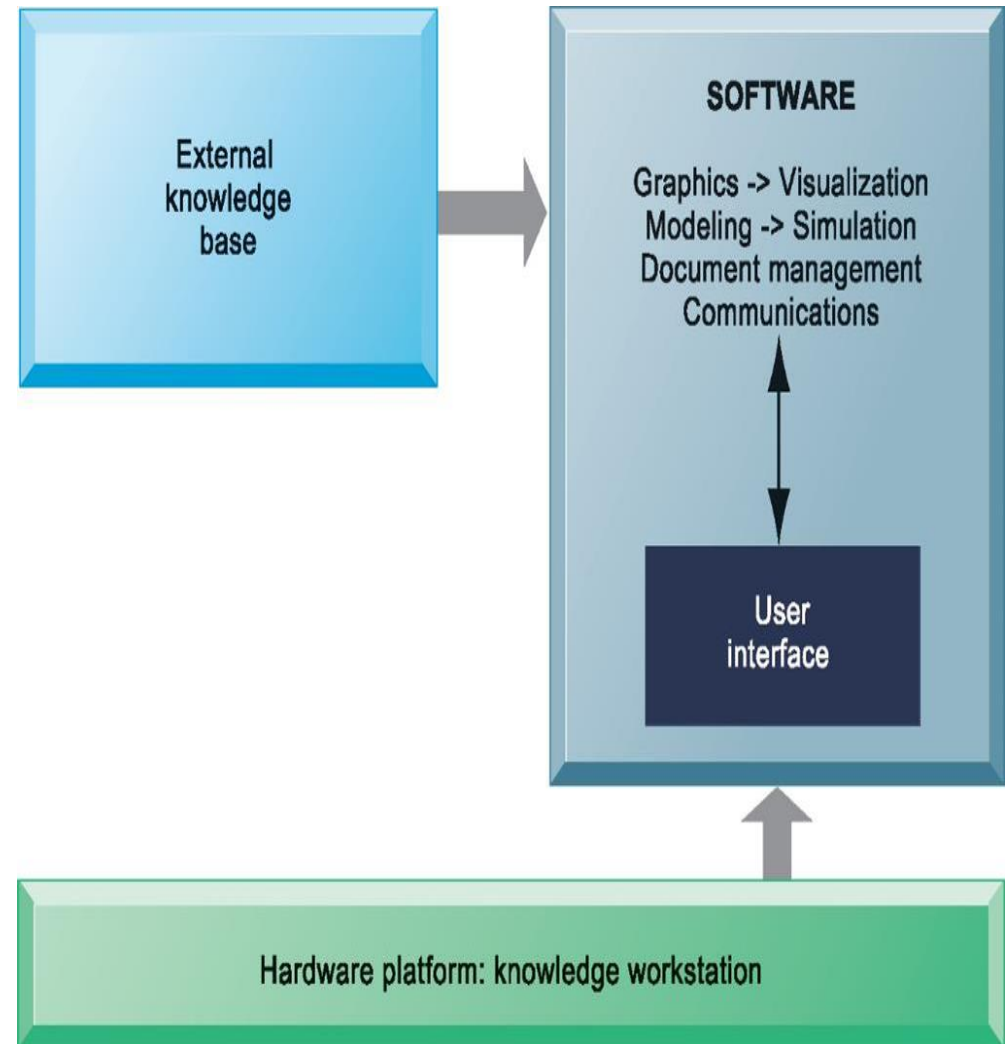 External
knowledge
base
SOFTWARE
Graphics -> Visualization
Modeling -> Simulation
Document management
Communications
User
interface
Hardware platform: knowledge workstation